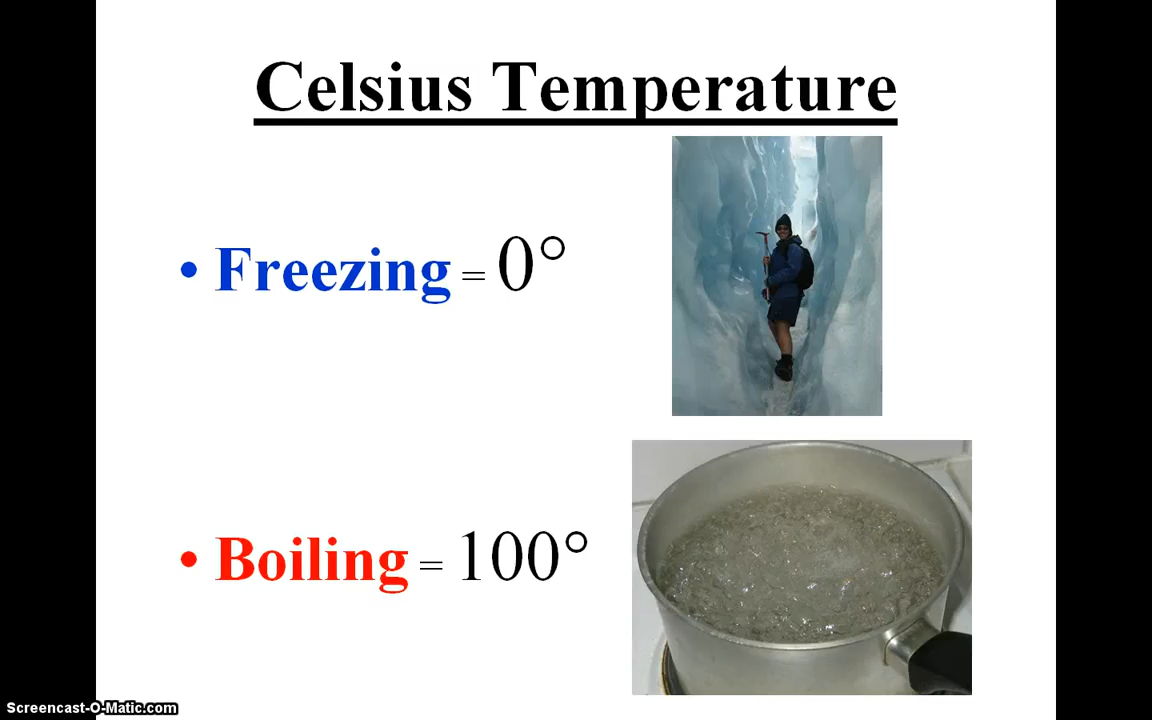 Celsius Temperature
• Freezing = 0°
• Boiling = 100°
Screencast-O-Matic.com